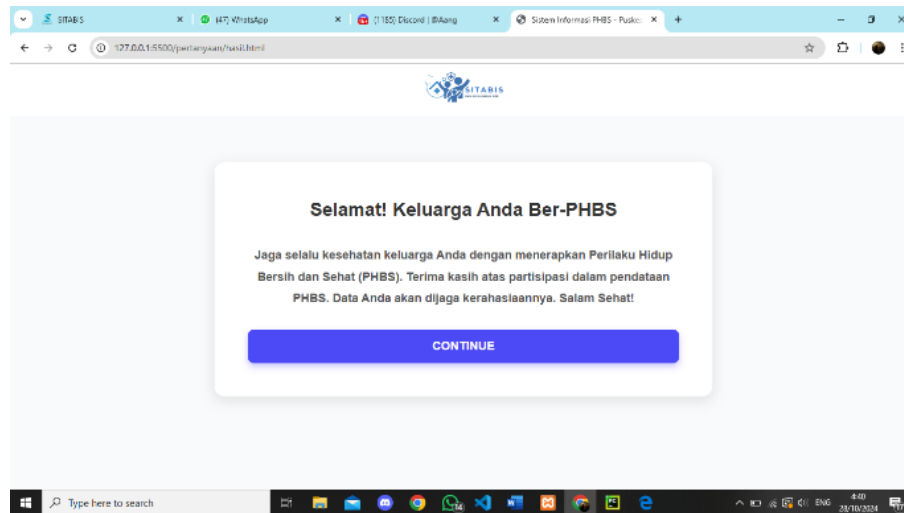 SITABIS
(47) WhatsApp
(1185) Discord | @Aang
Sistem Informasi PHBS - Puskes
127.0.0.1:5500/pertanyaan/hasil.html
SITABIS
Selamat! Keluarga Anda Ber-PHBS
Jaga selalu kesehatan keluarga Anda dengan menerapkan Perilaku Hidup
Bersih dan Sehat (PHBS). Terima kasih atas partisipasi dalam pendataan
PHBS. Data Anda akan dijaga kerahasiaannya. Salam Sehat!
CONTINUE
Type here to search
ENG
4:40
28/10/2024